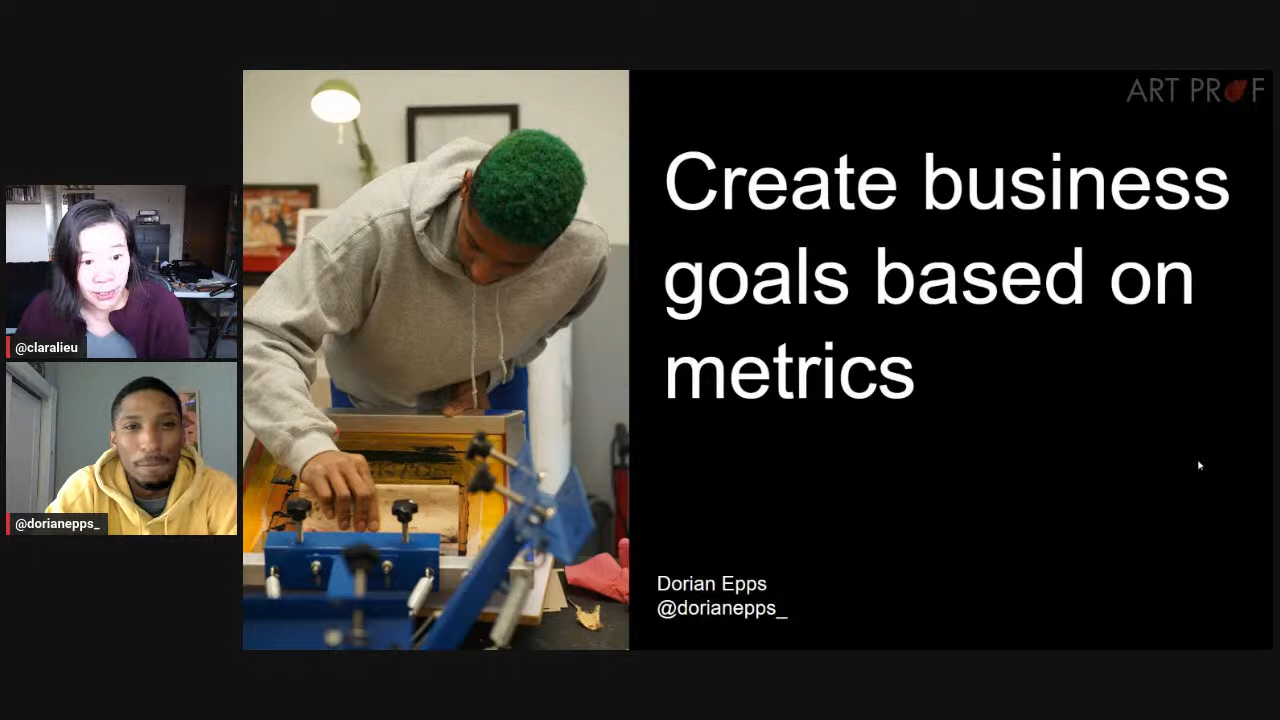 ART PROF
Create business
goals based on
metrics
@claralieu
@dorianepps_
Dorian Epps
@dorianepps_